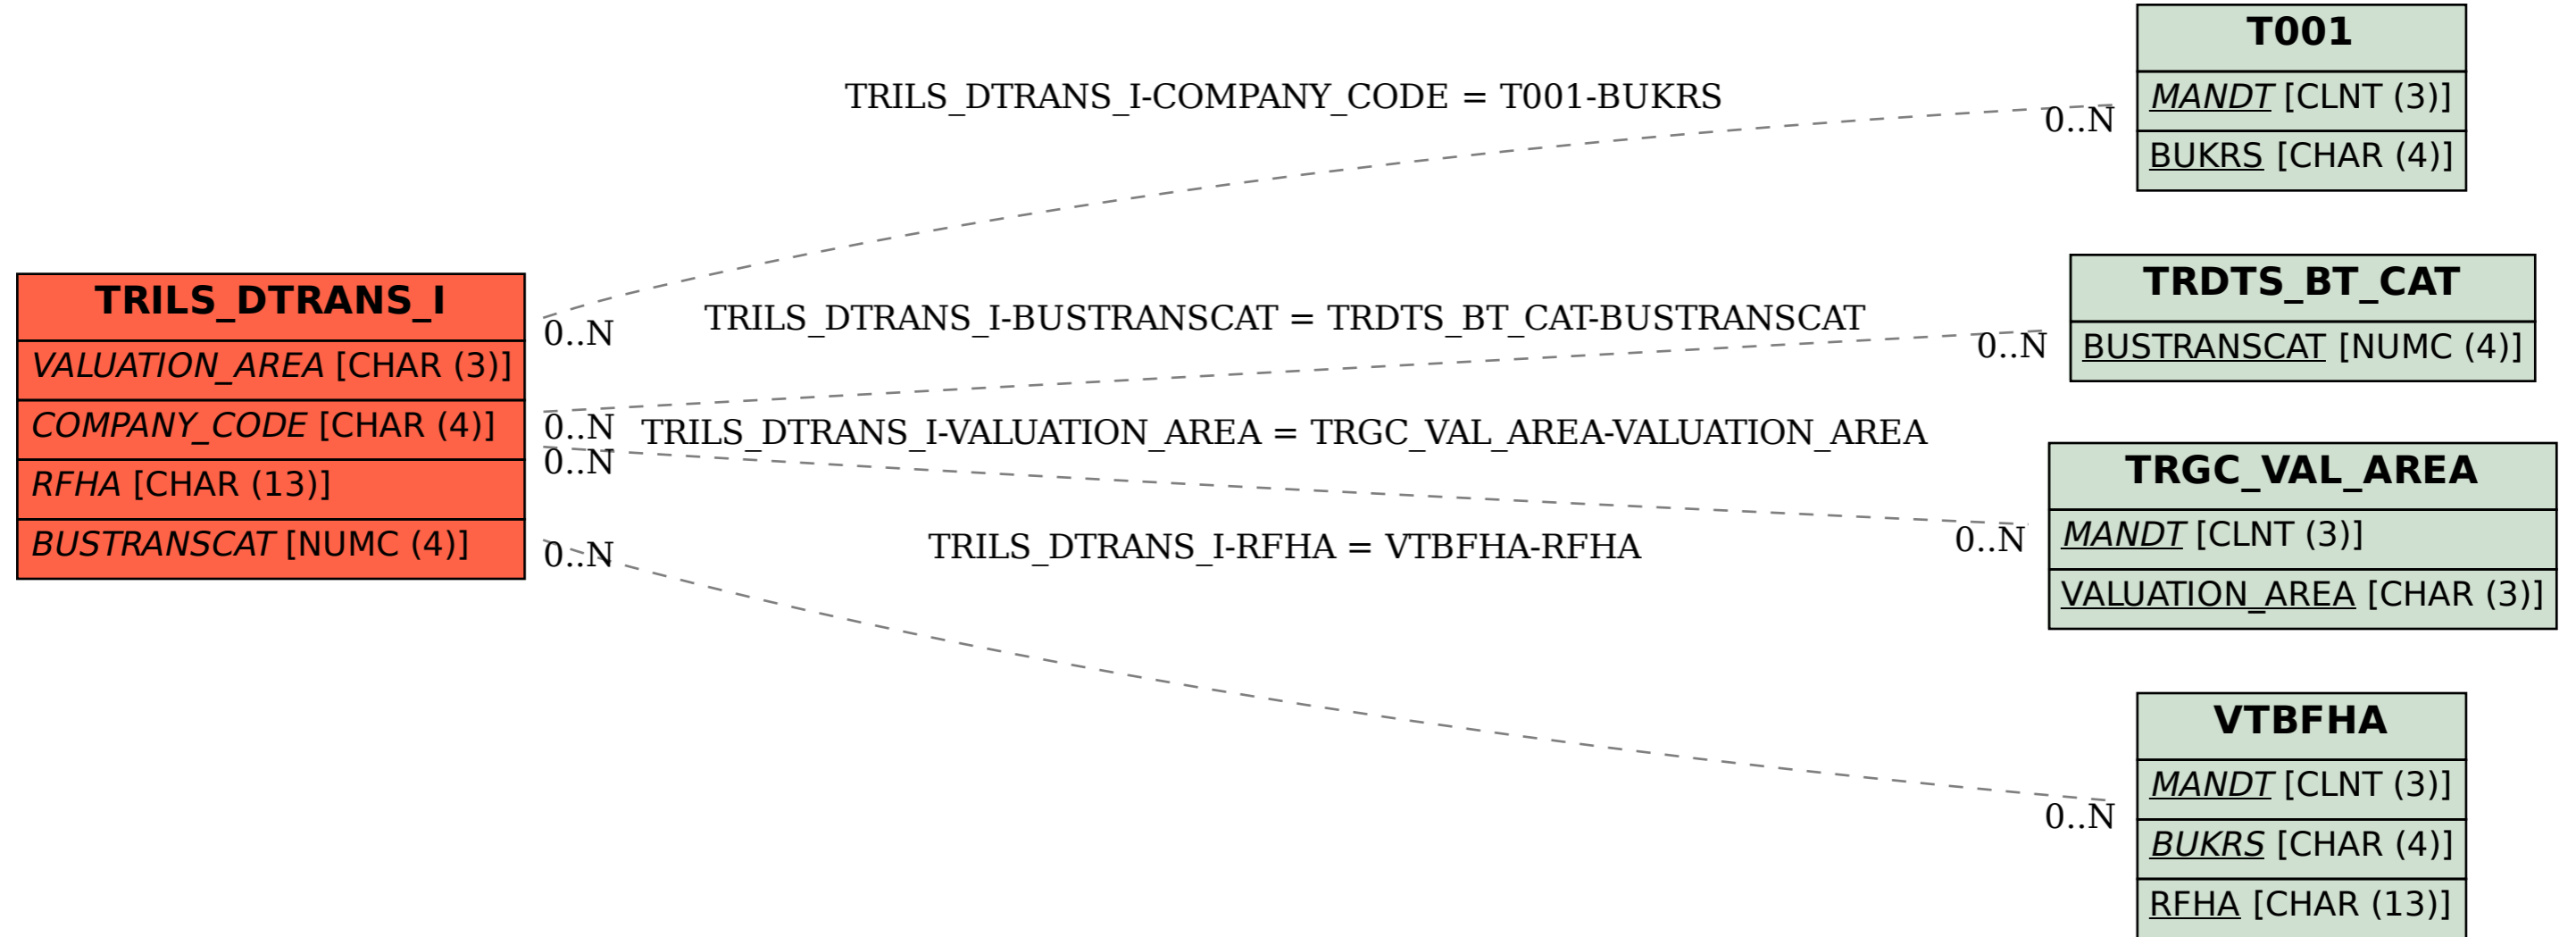 T001
MANDT [CLNT (3)]
BUKRS [CHAR (4)]
TRILS_DTRANS_I-COMPANY_CODE = T001-BUKRS
0..N
0..N
TRILS_DTRANS_I
VALUATION_AREA [CHAR (3)]
COMPANY_CODE [CHAR (4)]
RFHA [CHAR (13)]
BUSTRANSCAT [NUMC (4)]
TRILS_DTRANS_I-BUSTRANSCAT = TRDTS_BT_CAT-BUSTRANSCAT
0..N
0..N
TRDTS_BT_CAT
BUSTRANSCAT [NUMC (4)]
TRILS_DTRANS_I-VALUATION_AREA = TRGC_VAL_AREA-VALUATION_AREA
0..N
0..N
TRGC_VAL_AREA
MANDT [CLNT (3)]
VALUATION_AREA [CHAR (3)]
TRILS_DTRANS_I-RFHA = VTBFHA-RFHA
0..N
0..N
VTBFHA
MANDT [CLNT (3)]
BUKRS [CHAR (4)]
RFHA [CHAR (13)]